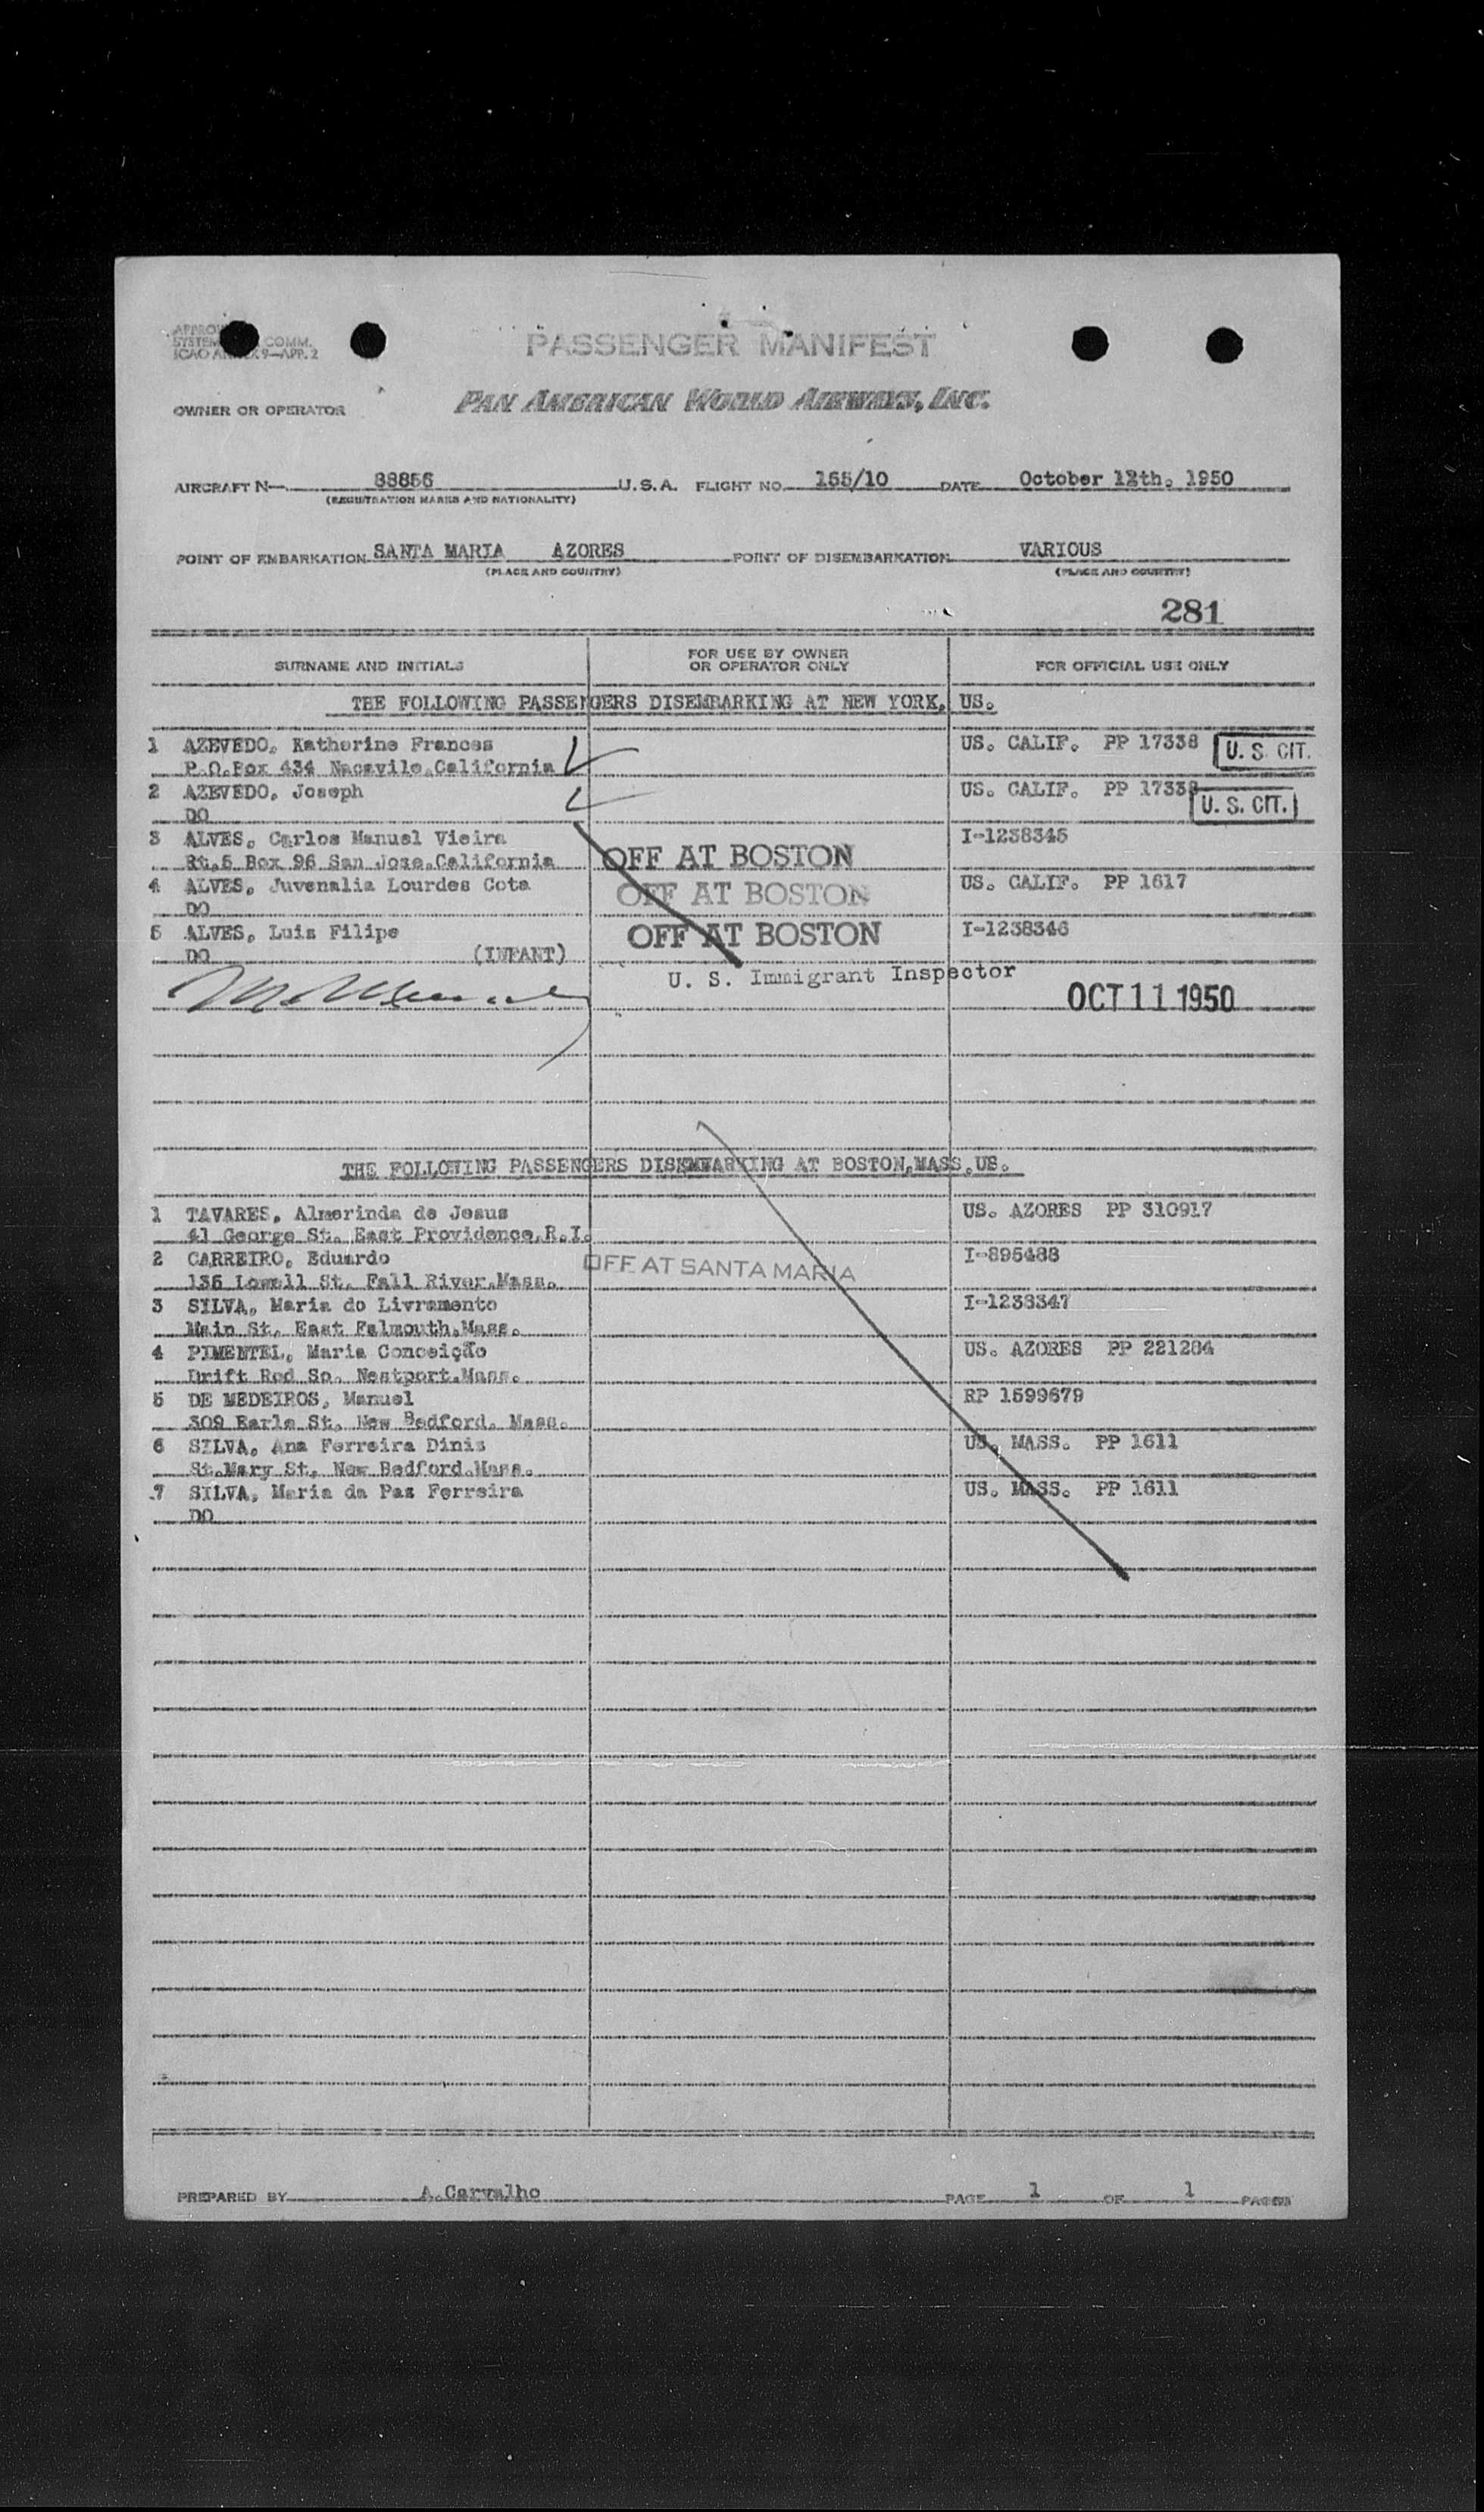 PASSENGER MANIFEST
OWNER OR OPERATOR PAN AMERICAN WORLD AIRWAYS, INC.
AIRCRAFT N— 88856 U.S.A. FLIGHT NO. 155/10 DATE October 12th. 1950
(REGISTRATION MARKS AND NATIONALITY)
POINT OF EMBARKATION SANTA MARIA AZORES POINT OF DISEMBARKATION VARIOUS
(PLACE AND COUNTRY) (PLACE AND COUNTRY)
281
SURNAME AND INITIALS FOR USE BY OWNER OR OPERATOR ONLY FOR OFFICIAL USE ONLY
THE FOLLOWING PASSENGERS DISEMBARKING AT NEW YORK, US.
1 AZEVEDO, Katherine Frances US. CALIF. PP 17338 U. S. CIT.
P.O.Box 434 Nacavile.California
2 AZEVEDO, Joseph US. CALIF. PP 17338 U. S. CIT.
DO
3 ALVES, Carlos Manuel Vieira I-1238345
Rt.5 Box 96 San Jose.California OFF AT BOSTON
4 ALVES, Juvenalia Lourdes Cota OFF AT BOSTON US. CALIF. PP 1617
DO
5 ALVES, Luis Filipe OFF AT BOSTON I-1238346
DO (INFANT)
U. S. Immigrant Inspector
OCT 11 1950
THE FOLLOWING PASSENGERS DISEMBARKING AT BOSTON,MASS.US.
1 TAVARES, Almerinda de Jesus US. AZORES PP 310917
41 George St. East Providence.R.I.
2 CARREIRO, Eduardo OFF AT SANTA MARIA I-895488
135 Lowell St. Fall River.Mass.
3 SILVA, Maria do Livramento I-1238347
Main St. East Falmouth.Mass.
4 PIMENTEL, Maria Conceição US. AZORES PP 221284
Drift Rod So. Nestport.Mass.
5 DE MEDEIROS, Manuel RP 1599679
309 Earle St. New Bedford. Mass.
6 SILVA, Ana Ferreira Dinis US. MASS. PP 1611
St.Mary St. New Bedford.Mass.
7 SILVA, Maria da Paz Ferreira US. MASS. PP 1611
DO
PREPARED BY A.Carvalho PAGE 1 OF 1 PAGES